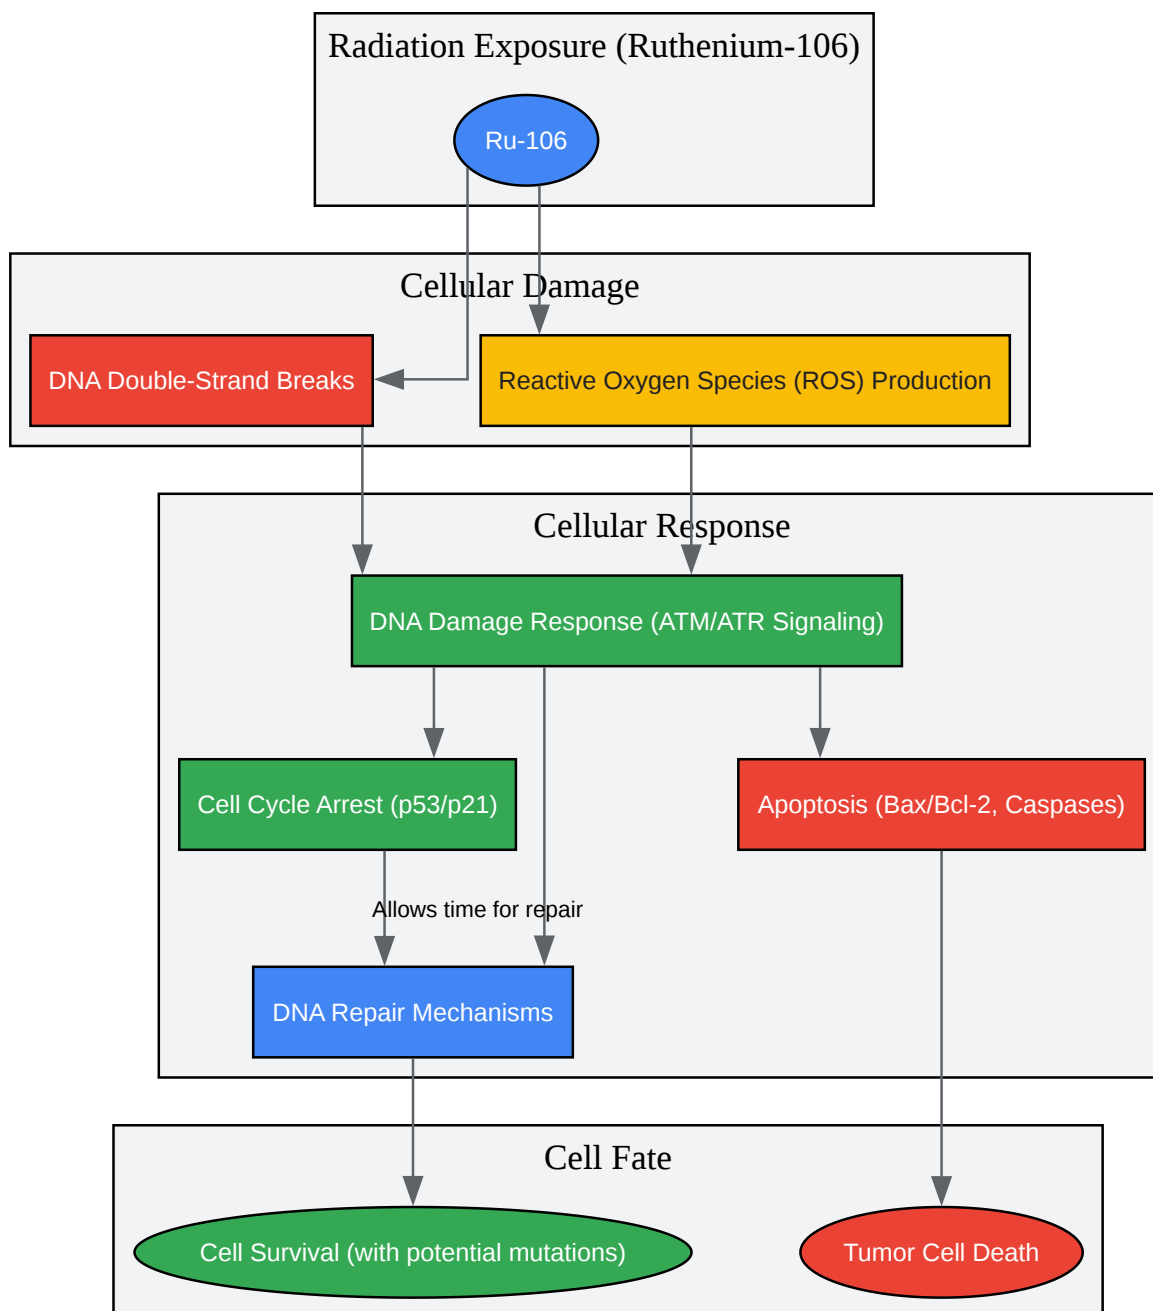 Radiation Exposure (Ruthenium-106)
Ru-106
Cellular Damage
DNA Double-Strand Breaks
Reactive Oxygen Species (ROS) Production
Cellular Response
DNA Damage Response (ATM/ATR Signaling)
Cell Cycle Arrest (p53/p21)
Apoptosis (Bax/Bcl-2, Caspases)
Allows time for repair
DNA Repair Mechanisms
Cell Fate
Cell Survival (with potential mutations)
Tumor Cell Death